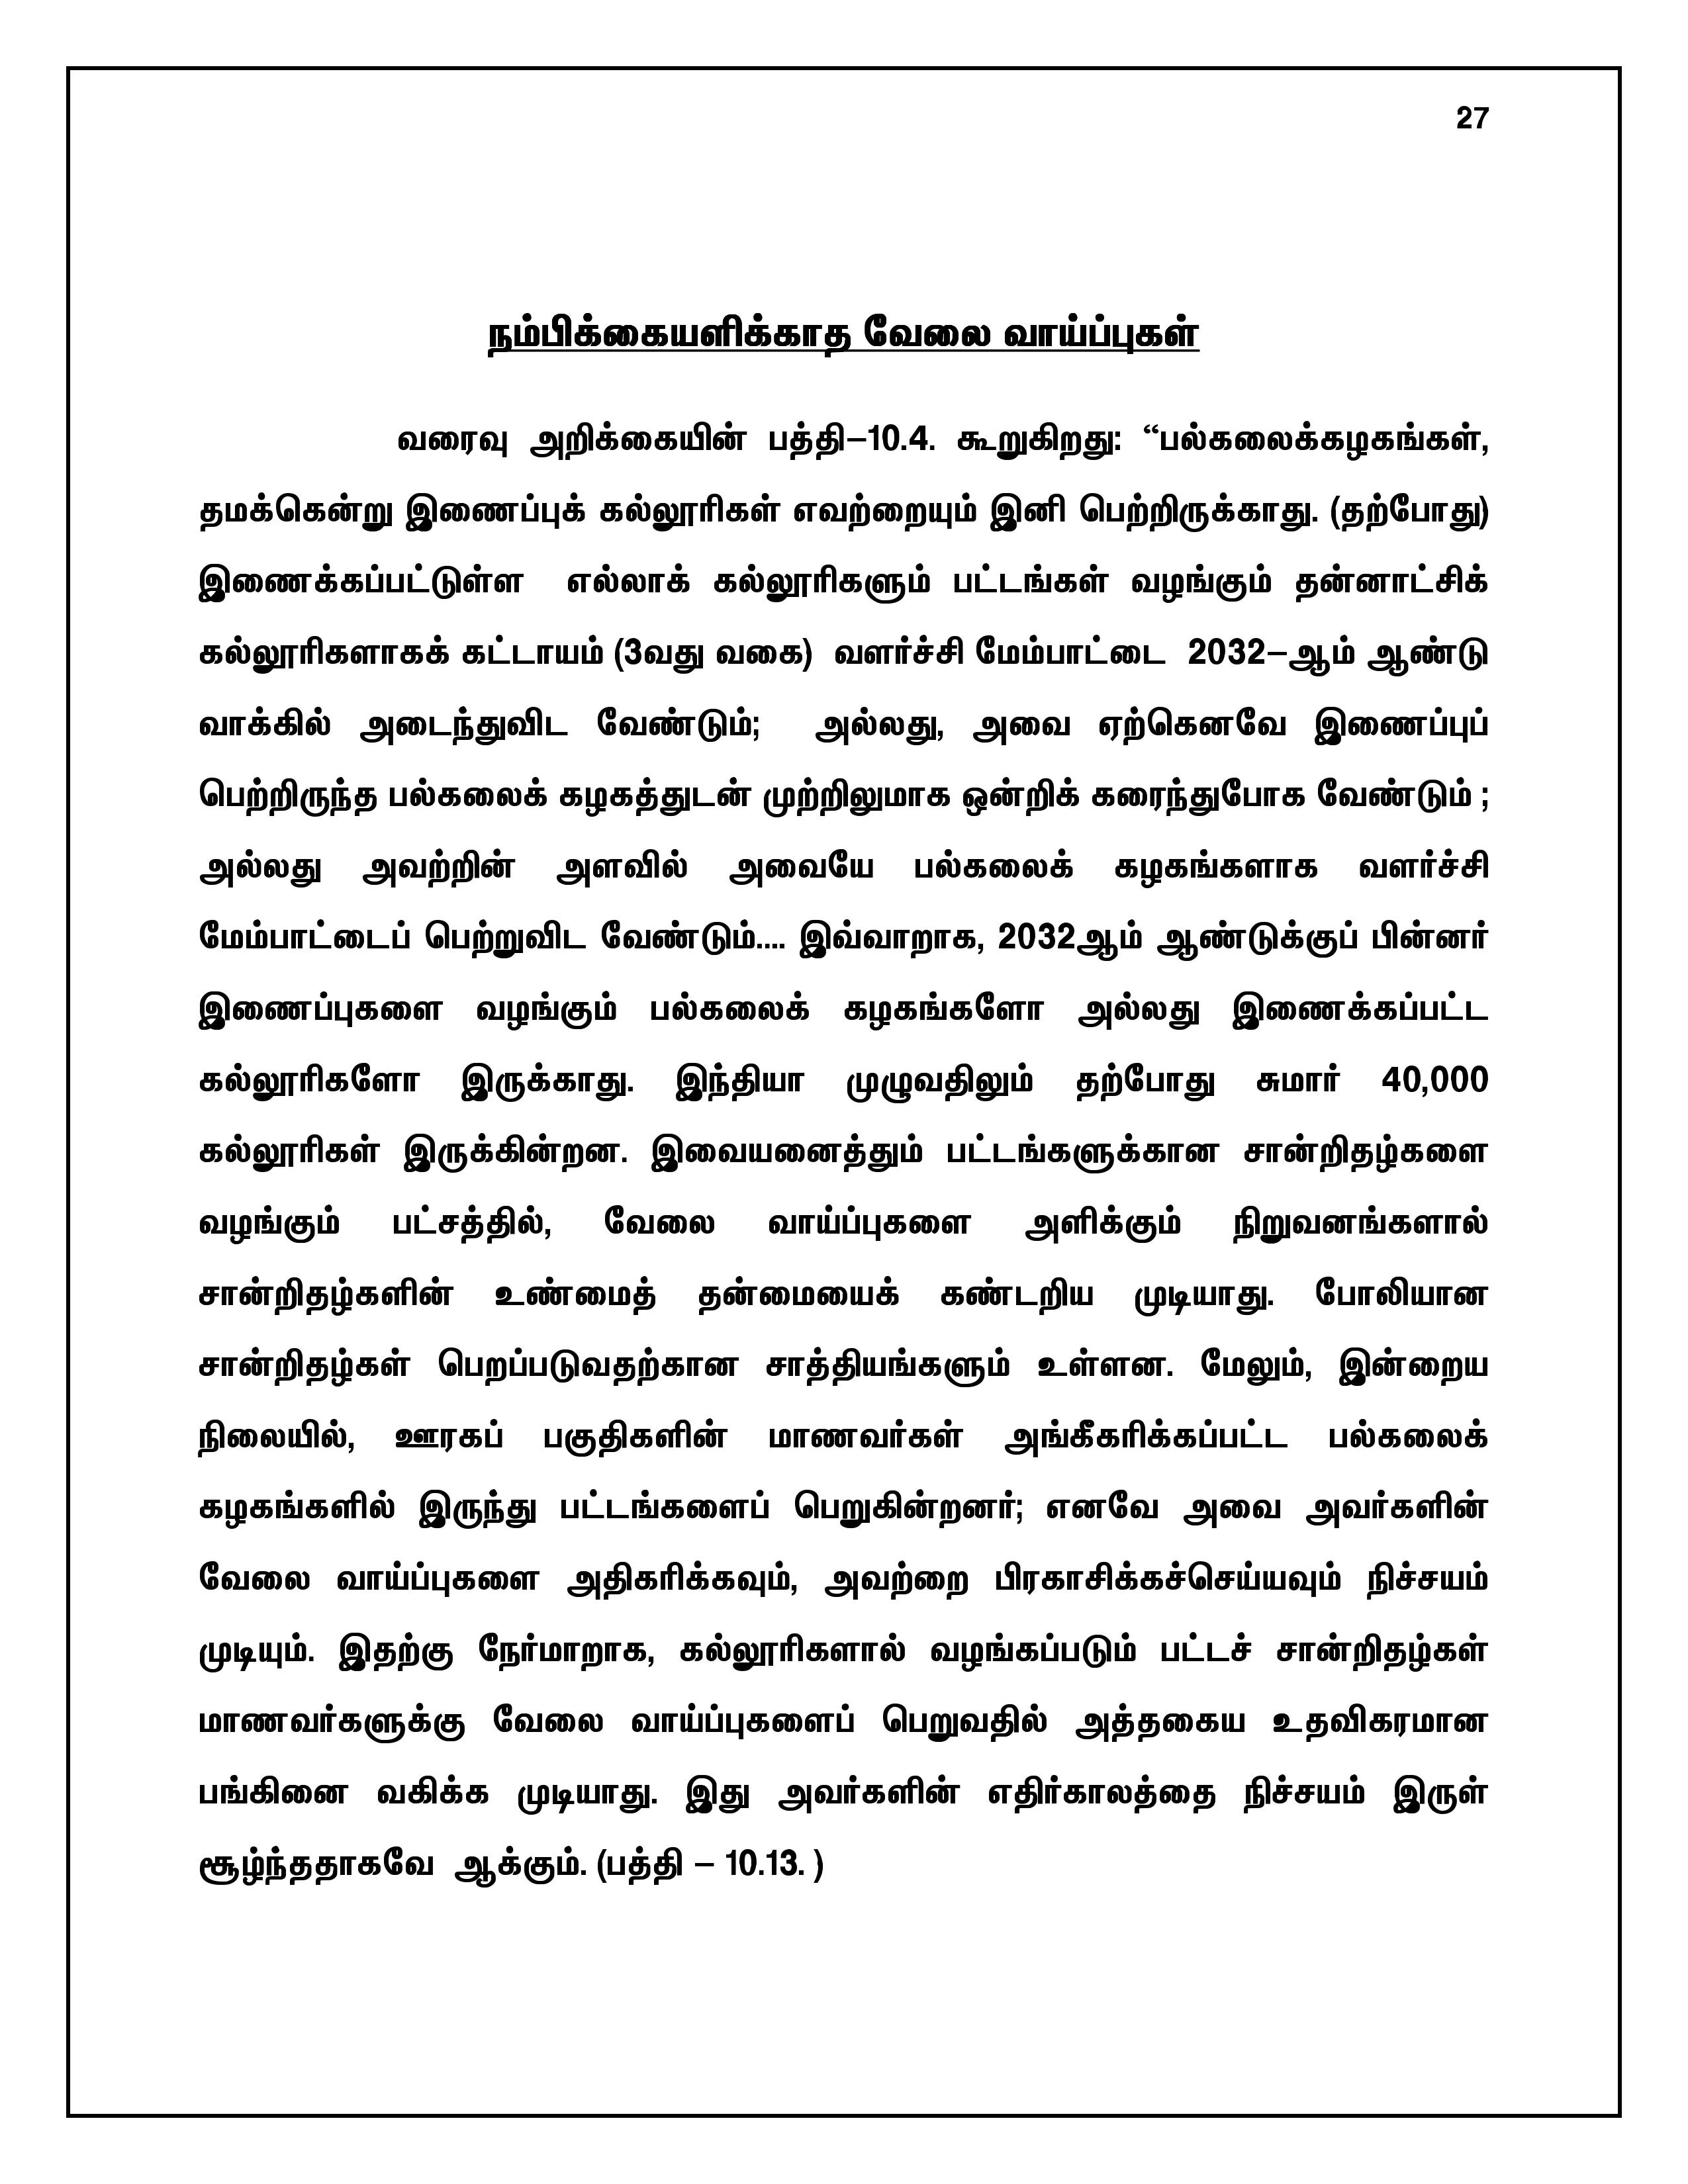 27
நம்பிக்கையளிக்காத வேலை வாய்ப்புகள்
வரைவு அறிக்கையின் பத்தி–10.4. கூறுகிறது: “பல்கலைக்கழகங்கள்,
தமக்கென்று இணைப்புக் கல்லூரிகள் எவற்றையும் இனி பெற்றிருக்காது. (தற்போது)
இணைக்கப்பட்டுள்ள எல்லாக் கல்லூரிகளும் பட்டங்கள் வழங்கும் தன்னாட்சிக்
கல்லூரிகளாகக் கட்டாயம் (3வது வகை) வளர்ச்சி மேம்பாட்டை 2032–ஆம் ஆண்டு
வாக்கில் அடைந்துவிட வேண்டும்; அல்லது, அவை ஏற்கெனவே இணைப்புப்
பெற்றிருந்த பல்கலைக் கழகத்துடன் முற்றிலுமாக ஒன்றிக் கரைந்துபோக வேண்டும் ;
அல்லது அவற்றின் அளவில் அவையே பல்கலைக் கழகங்களாக வளர்ச்சி
மேம்பாட்டைப் பெற்றுவிட வேண்டும்.... இவ்வாறாக, 2032ஆம் ஆண்டுக்குப் பின்னர்
இணைப்புகளை வழங்கும் பல்கலைக் கழகங்களோ அல்லது இணைக்கப்பட்ட
கல்லூரிகளோ இருக்காது. இந்தியா முழுவதிலும் தற்போது சுமார் 40,000
கல்லூரிகள் இருக்கின்றன. இவையனைத்தும் பட்டங்களுக்கான சான்றிதழ்களை
வழங்கும் பட்சத்தில், வேலை வாய்ப்புகளை அளிக்கும் நிறுவனங்களால்
சான்றிதழ்களின் உண்மைத் தன்மையைக் கண்டறிய முடியாது. போலியான
சான்றிதழ்கள் பெறப்படுவதற்கான சாத்தியங்களும் உள்ளன. மேலும், இன்றைய
நிலையில், ஊரகப் பகுதிகளின் மாணவர்கள் அங்கீகரிக்கப்பட்ட பல்கலைக்
கழகங்களில் இருந்து பட்டங்களைப் பெறுகின்றனர்; எனவே அவை அவர்களின்
வேலை வாய்ப்புகளை அதிகரிக்கவும், அவற்றை பிரகாசிக்கச்செய்யவும் நிச்சயம்
முடியும். இதற்கு நேர்மாறாக, கல்லூரிகளால் வழங்கப்படும் பட்டச் சான்றிதழ்கள்
மாணவர்களுக்கு வேலை வாய்ப்புகளைப் பெறுவதில் அத்தகைய உதவிகரமான
பங்கினை வகிக்க முடியாது. இது அவர்களின் எதிர்காலத்தை நிச்சயம் இருள்
சூழ்ந்ததாகவே ஆக்கும். (பத்தி – 10.13. )